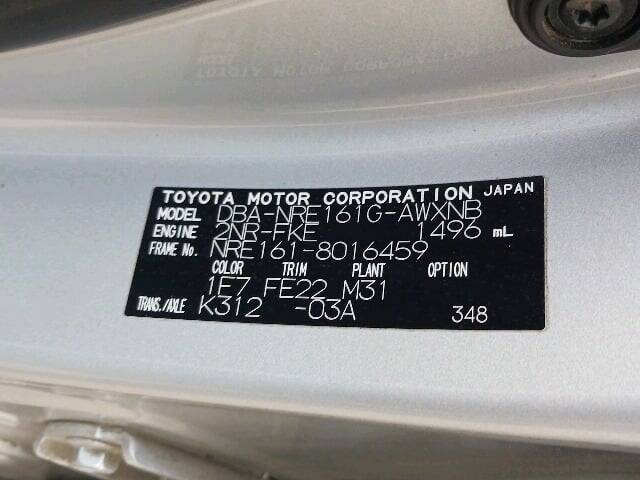 TOYOTA MOTOR CORPORATION JAPAN
MODEL DBA-NRE161G-AWXNB
ENGINE 2NR-FKE 1496 mL
FRAME No. NRE161-8016459
COLOR TRIM PLANT OPTION
1E7 FE22 M31
TRANS./AXLE K312 -03A 348